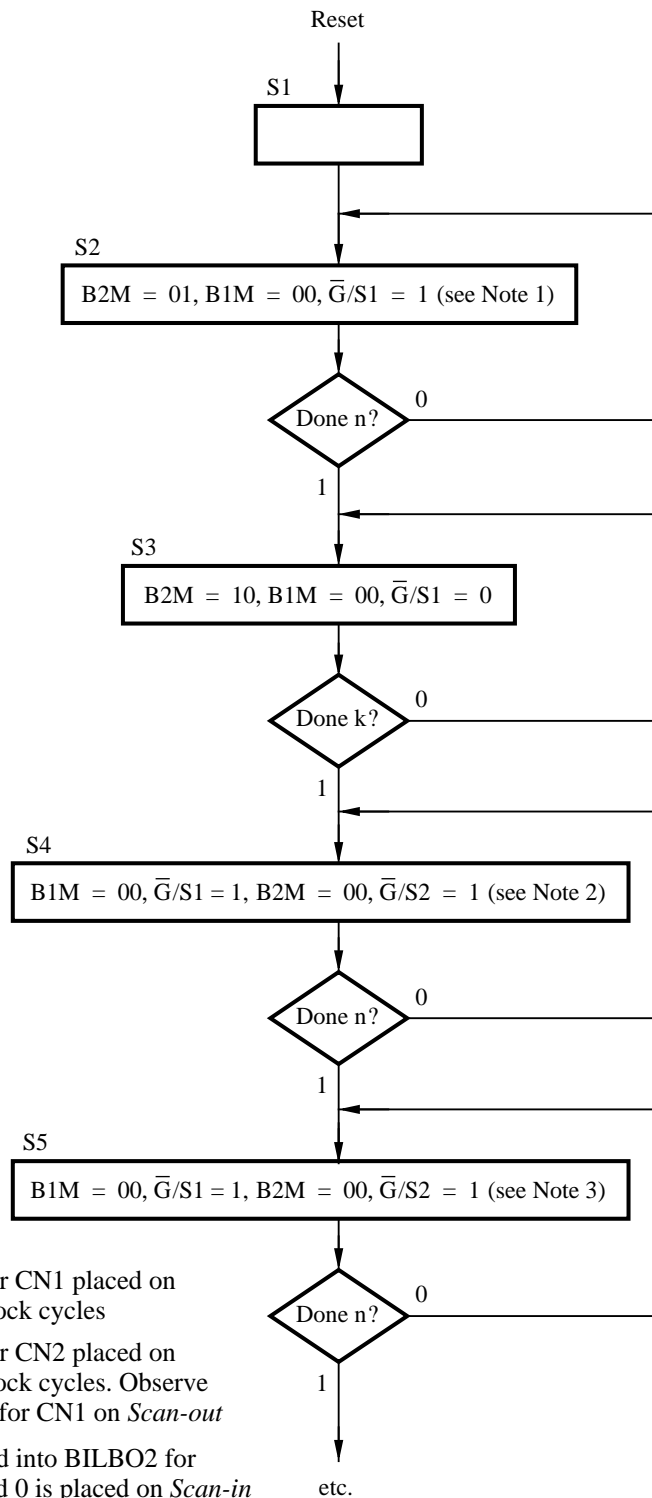 Reset
S1
S2
B2M = 01, B1M = 00, G̅/S1 = 1 (see Note 1)
Done n?
0
1
S3
B2M = 10, B1M = 00, G̅/S1 = 0
Done k?
0
1
S4
B1M = 00, G̅/S1 = 1, B2M = 00, G̅/S2 = 1 (see Note 2)
Done n?
0
1
S5
B1M = 00, G̅/S1 = 1, B2M = 00, G̅/S2 = 1 (see Note 3)
Done n?
0
1
CN1 placed on
cycles
CN2 placed on
cycles. Observe
for CN1 on Scan-out
into BILBO2 for
0 is placed on Scan-in
etc.